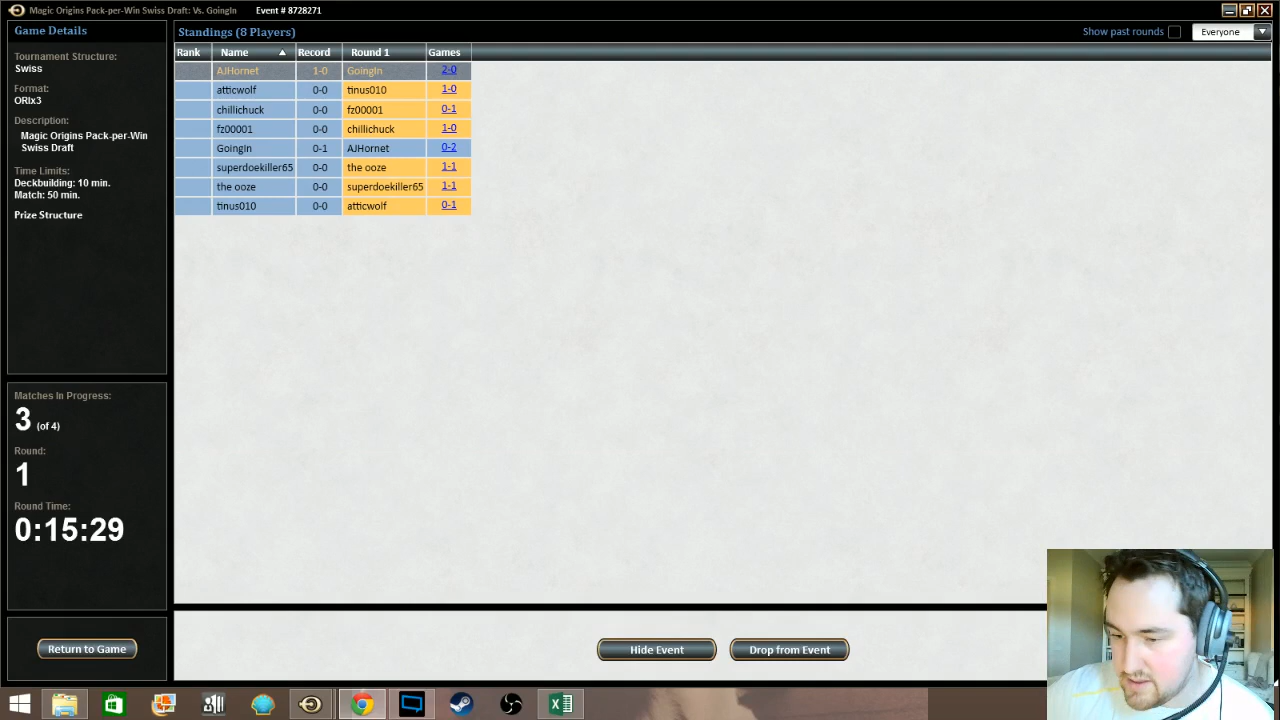 Magic Origins Pack-per-Win Swiss Draft: Vs. GoingIn Event # 8728271
Game Details
Tournament Structure:
Swiss
Format:
ORIx3
Description:
Magic Origins Pack-per-Win
Swiss Draft
Time Limits:
Deckbuilding: 10 min.
Match: 50 min.
Prize Structure
Matches In Progress:
3 (of 4)
Round:
1
Round Time:
0:15:29
Return to Game
Standings (8 Players)
Show past rounds
Everyone
Rank Name Record Round 1 Games
AJHornet 1-0 GoingIn 2-0
atticwolf 0-0 tinus010 1-0
chillichuck 0-0 fz00001 0-1
fz00001 0-0 chillichuck 1-0
GoingIn 0-1 AJHornet 0-2
superdoekiller65 0-0 the ooze 1-1
the ooze 0-0 superdoekiller65 1-1
tinus010 0-0 atticwolf 0-1
Hide Event
Drop from Event